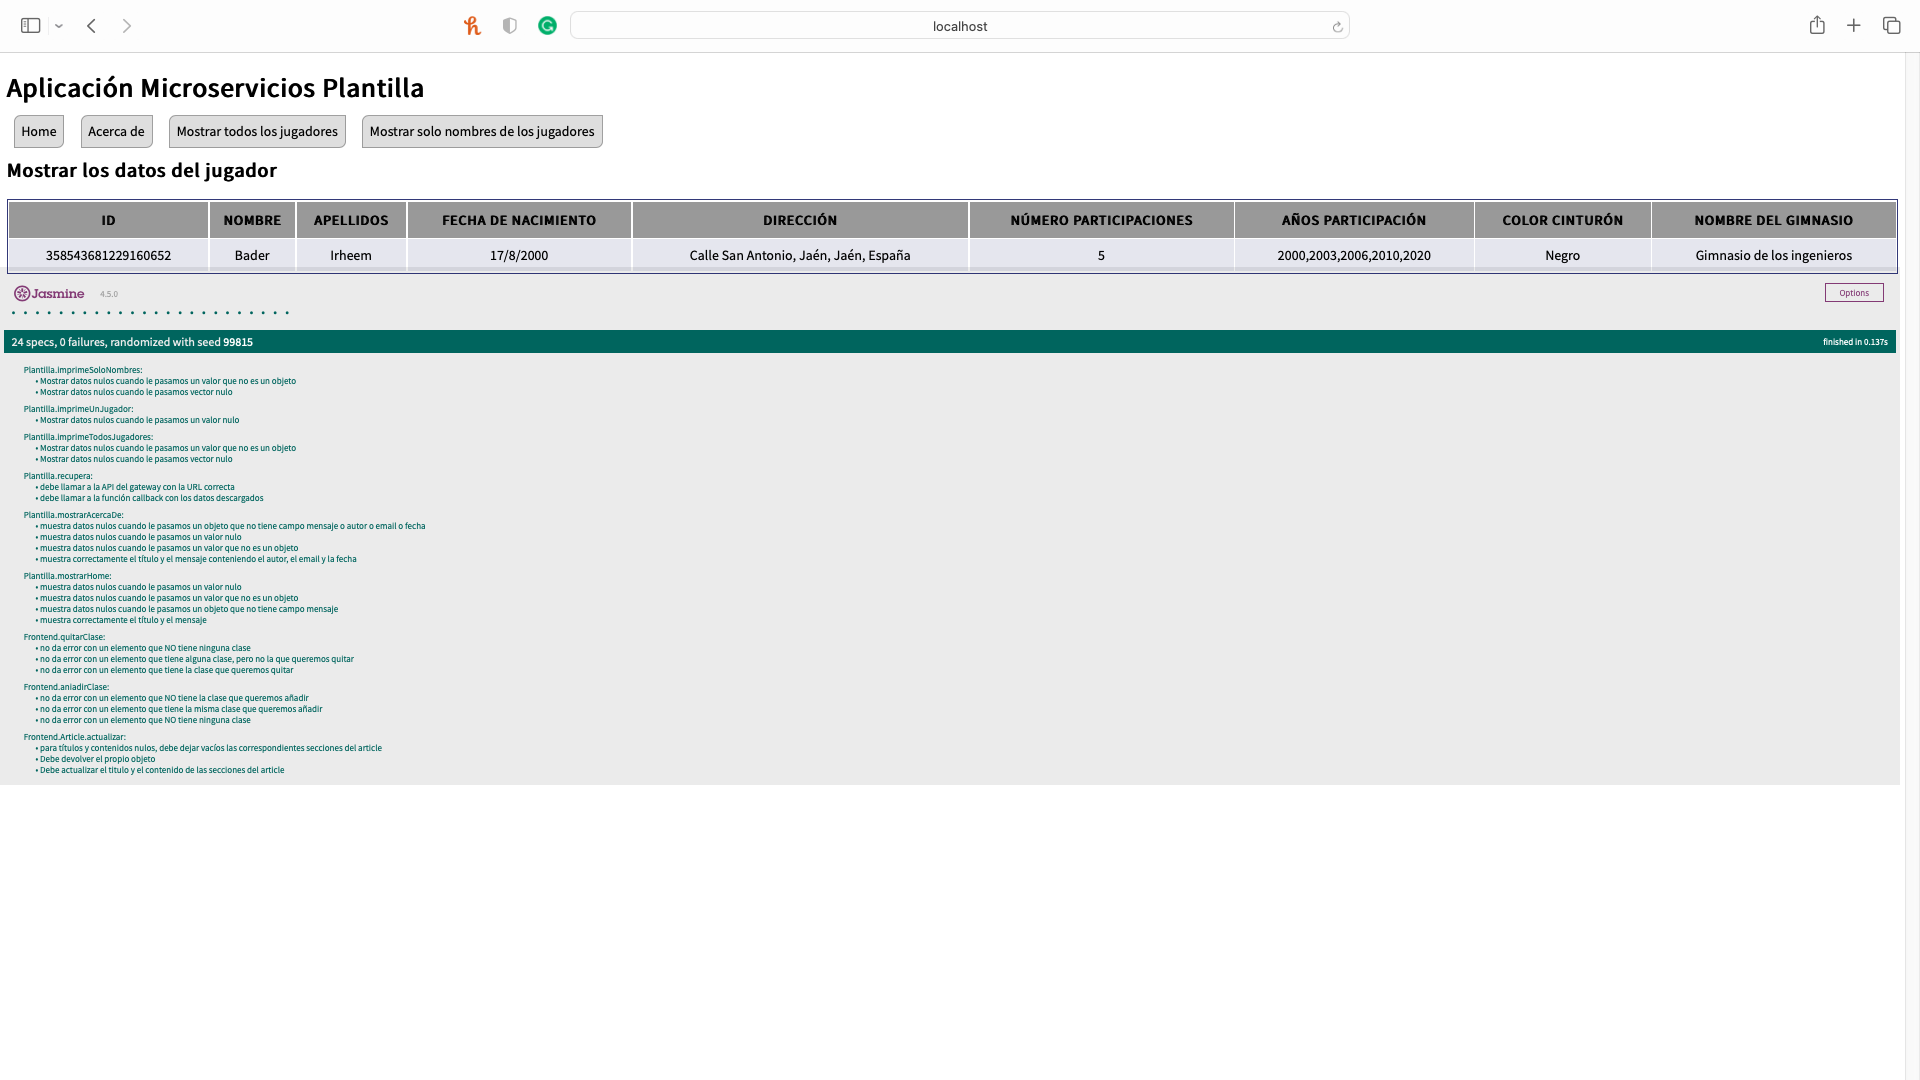 localhost
Aplicación Microservicios Plantilla
Home Acerca de Mostrar todos los jugadores Mostrar solo nombres de los jugadores
Mostrar los datos del jugador
ID NOMBRE APELLIDOS FECHA DE NACIMIENTO DIRECCIÓN NÚMERO PARTICIPACIONES AÑOS PARTICIPACIÓN COLOR CINTURÓN NOMBRE DEL GIMNASIO
358543681229160652 Bader Irheem 17/8/2000 Calle San Antonio, Jaén, Jaén, España 5 2000,2003,2006,2010,2020 Negro Gimnasio de los ingenieros
Jasmine 4.5.0 Options
24 specs, 0 failures, randomized with seed 99815 finished in 0.137s
Plantilla.imprimeSoloNombres:
• Mostrar datos nulos cuando le pasamos un valor que no es un objeto
• Mostrar datos nulos cuando le pasamos vector nulo
Plantilla.imprimeUnJugador:
• Mostrar datos nulos cuando le pasamos un valor nulo
Plantilla.imprimeTodosJugadores:
• Mostrar datos nulos cuando le pasamos un valor que no es un objeto
• Mostrar datos nulos cuando le pasamos vector nulo
Plantilla.recupera:
• debe llamar a la API del gateway con la URL correcta
• debe llamar a la función callback con los datos descargados
Plantilla.mostrarAcercaDe:
• muestra datos nulos cuando le pasamos un objeto que no tiene campo mensaje o autor o email o fecha
• muestra datos nulos cuando le pasamos un valor nulo
• muestra datos nulos cuando le pasamos un valor que no es un objeto
• muestra correctamente el título y el mensaje conteniendo el autor, el email y la fecha
Plantilla.mostrarHome:
• muestra datos nulos cuando le pasamos un valor nulo
• muestra datos nulos cuando le pasamos un valor que no es un objeto
• muestra datos nulos cuando le pasamos un objeto que no tiene campo mensaje
• muestra correctamente el título y el mensaje
Frontend.quitarClase:
• no da error con un elemento que NO tiene ninguna clase
• no da error con un elemento que tiene alguna clase, pero no la que queremos quitar
• no da error con un elemento que tiene la clase que queremos quitar
Frontend.aniadirClase:
• no da error con un elemento que NO tiene la clase que queremos añadir
• no da error con un elemento que tiene la misma clase que queremos añadir
• no da error con un elemento que NO tiene ninguna clase
Frontend.Article.actualizar:
• para títulos y contenidos nulos, debe dejar vacíos las correspondientes secciones del article
• Debe devolver el propio objeto
• Debe actualizar el titulo y el contenido de las secciones del article